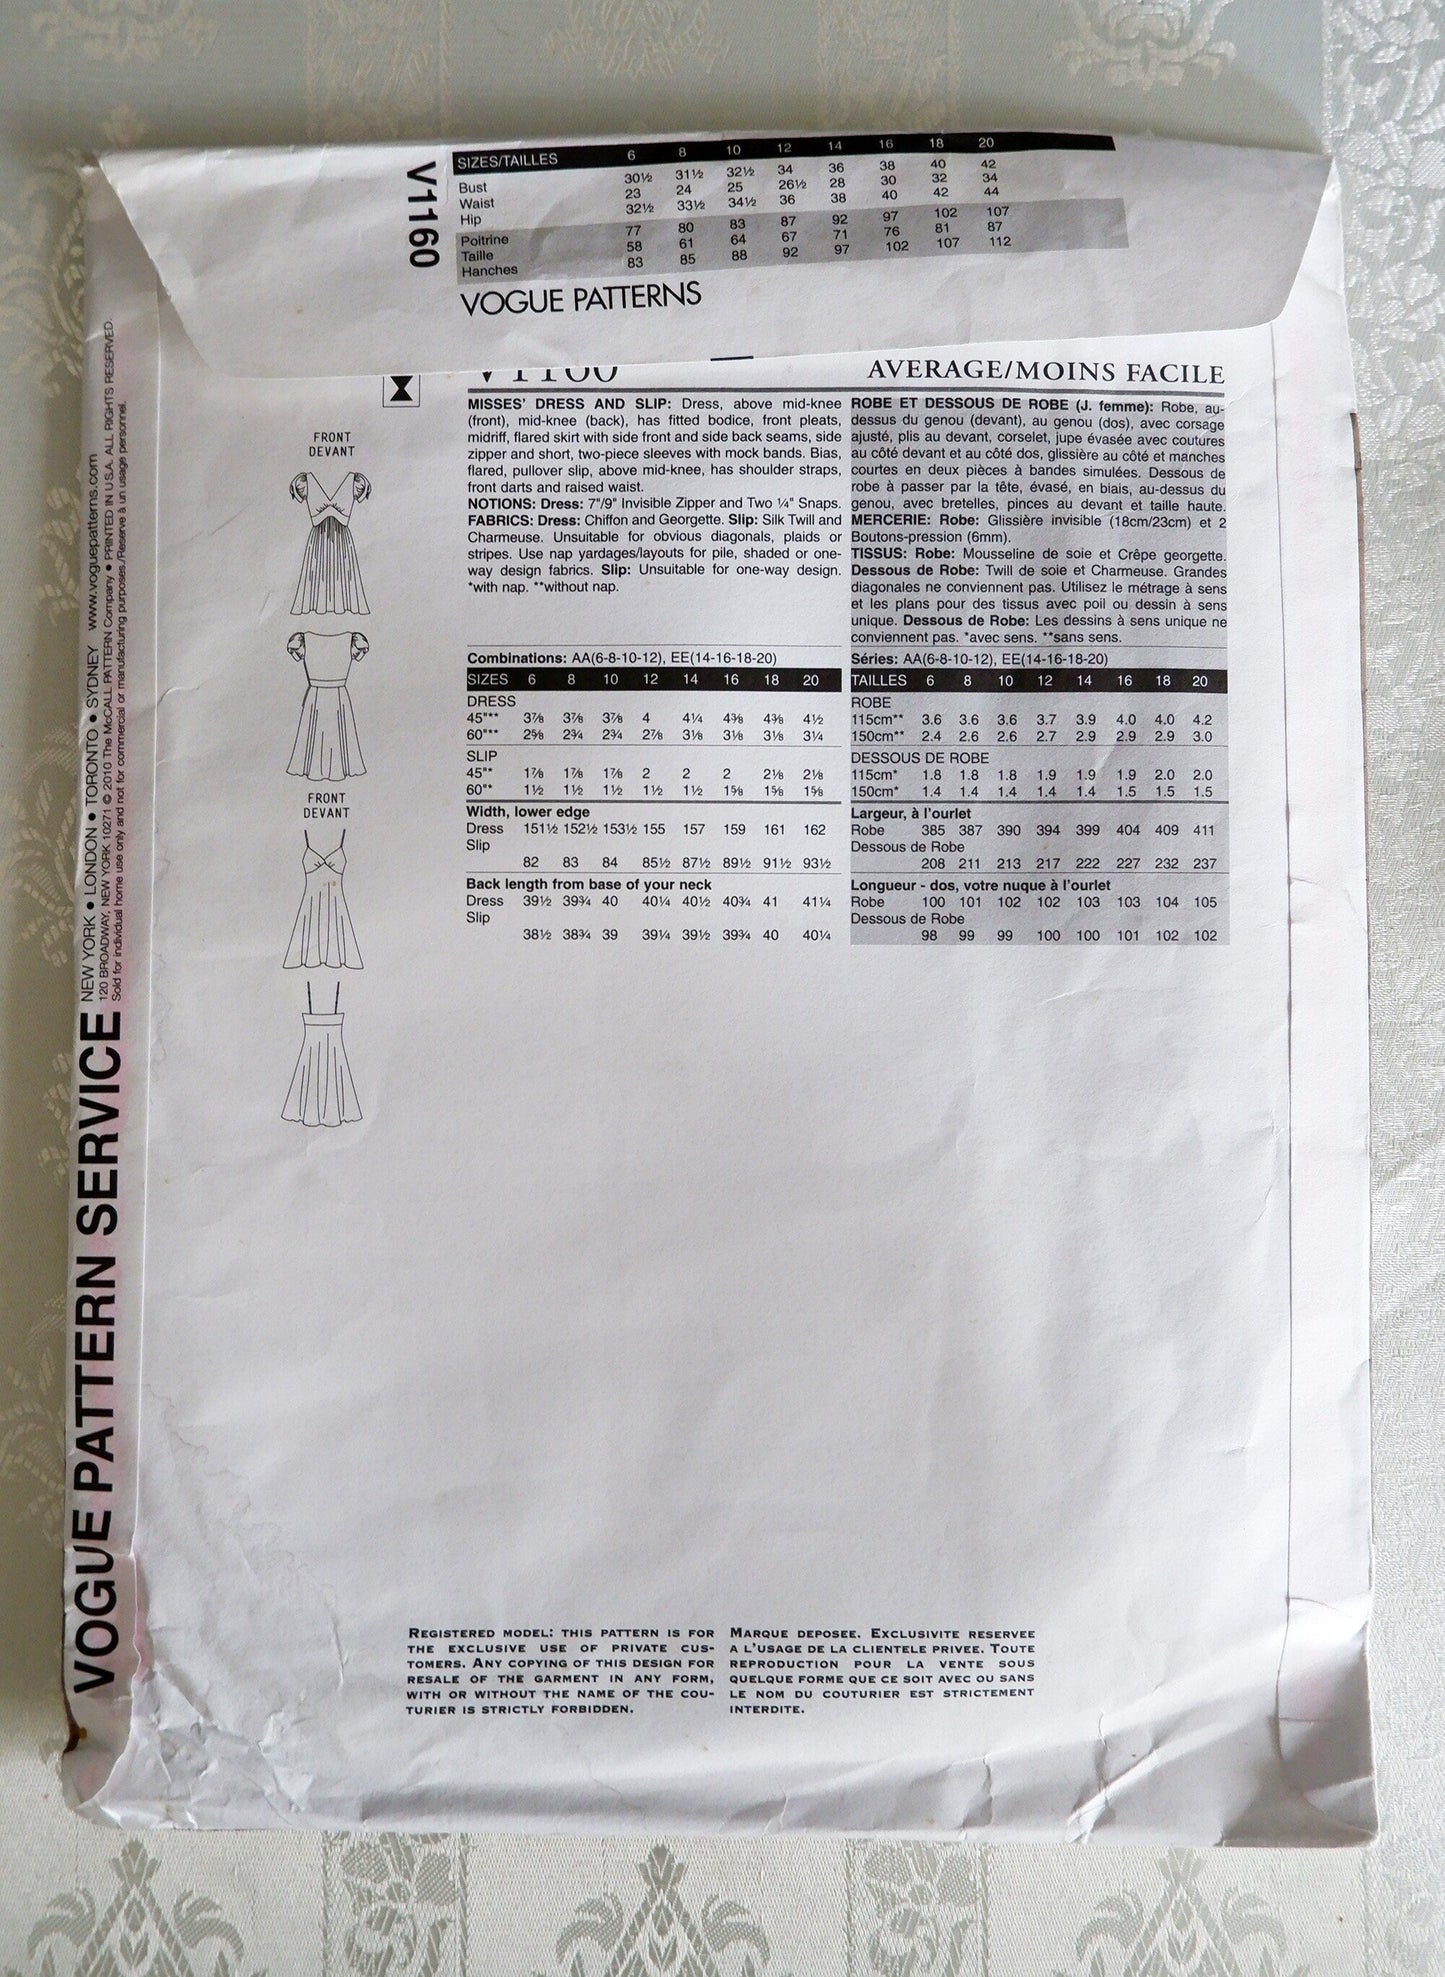 V1160
SIZES/TAILLES 6 8 10 12 14 16 18 20
Bust 30½ 31½ 32½ 34 36 38 40 42
Waist 23 24 25 26½ 28 30 32 34
Hip 32½ 33½ 34½ 36 38 40 42 44
Poitrine 77 80 83 87 92 97 102 107
Taille 58 61 64 67 71 76 81 87
Hanches 83 85 88 92 97 102 107 112
VOGUE PATTERNS
V1160
AVERAGE/MOINS FACILE
FRONT
DEVANT
FRONT
DEVANT
MISSES' DRESS AND SLIP: Dress, above mid-knee
(front), mid-knee (back), has fitted bodice, front pleats,
midriff, flared skirt with side front and side back seams, side
zipper and short, two-piece sleeves with mock bands. Bias,
flared, pullover slip, above mid-knee, has shoulder straps,
front darts and raised waist.
NOTIONS: Dress: 7"/9" Invisible Zipper and Two ¼" Snaps.
FABRICS: Dress: Chiffon and Georgette. Slip: Silk Twill and
Charmeuse. Unsuitable for obvious diagonals, plaids or
stripes. Use nap yardages/layouts for pile, shaded or one-
way design fabrics. Slip: Unsuitable for one-way design.
*with nap. **without nap.
Combinations: AA(6-8-10-12), EE(14-16-18-20)
SIZES 6 8 10 12 14 16 18 20
DRESS
45"** 3⅞ 3⅞ 3⅞ 4 4¼ 4⅜ 4⅜ 4½
60"** 2⅝ 2¾ 2¾ 2⅞ 3⅛ 3⅛ 3⅛ 3¼
SLIP
45"* 1⅞ 1⅞ 1⅞ 2 2 2 2⅛ 2⅛
60"* 1½ 1½ 1½ 1½ 1½ 1⅝ 1⅝ 1⅝
Width, lower edge
Dress 151½ 152½ 153½ 155 157 159 161 162
Slip
82 83 84 85½ 87½ 89½ 91½ 93½
Back length from base of your neck
Dress 39½ 39¾ 40 40¼ 40½ 40¾ 41 41¼
Slip
38½ 38¾ 39 39¼ 39½ 39¾ 40 40¼
ROBE ET DESSOUS DE ROBE (J. femme): Robe, au-
dessus du genou (devant), au genou (dos), avec corsage
ajusté, plis au devant, corselet, jupe évasée avec coutures
au côté devant et au côté dos, glissière au côté et manches
courtes en deux pièces à bandes simulées. Dessous de
robe à passer par la tête, évasé, en biais, au-dessus du
genou, avec bretelles, pinces au devant et taille haute.
MERCERIE: Robe: Glissière invisible (18cm/23cm) et 2
Boutons-pression (6mm).
TISSUS: Robe: Mousseline de soie et Crêpe georgette.
Dessous de Robe: Twill de soie et Charmeuse. Grandes
diagonales ne conviennent pas. Utilisez le métrage à sens
et les plans pour des tissus avec poil ou dessin à sens
unique. Dessous de Robe: Les dessins à sens unique ne
conviennent pas. *avec sens. **sans sens.
Séries: AA(6-8-10-12), EE(14-16-18-20)
TAILLES 6 8 10 12 14 16 18 20
ROBE
115cm** 3.6 3.6 3.6 3.7 3.9 4.0 4.0 4.2
150cm** 2.4 2.6 2.6 2.7 2.9 2.9 2.9 3.0
DESSOUS DE ROBE
115cm* 1.8 1.8 1.8 1.9 1.9 1.9 2.0 2.0
150cm* 1.4 1.4 1.4 1.4 1.4 1.5 1.5 1.5
Largeur, à l'ourlet
Robe 385 387 390 394 399 404 409 411
Dessous de Robe
208 211 213 217 222 227 232 237
Longueur - dos, votre nuque à l'ourlet
Robe 100 101 102 102 103 103 104 105
Dessous de Robe
98 99 99 100 100 101 102 102
VOGUE PATTERN SERVICE
NEW YORK • LONDON • TORONTO • SYDNEY www.voguepatterns.com
120 BROADWAY, NEW YORK, NEW YORK 10271 © 2010 The McCALL PATTERN Company • PRINTED IN U.S.A. ALL RIGHTS RESERVED.
Sold for individual home use only and not for commercial or manufacturing purposes./Reserve à un usage personnel.
REGISTERED MODEL: THIS PATTERN IS FOR
THE EXCLUSIVE USE OF PRIVATE CUS-
TOMERS. ANY COPYING OF THIS DESIGN FOR
RESALE OF THE GARMENT IN ANY FORM,
WITH OR WITHOUT THE NAME OF THE COU-
TURIER IS STRICTLY FORBIDDEN.
MARQUE DEPOSEE. EXCLUSIVITE RESERVEE
A L'USAGE DE LA CLIENTELE PRIVEE. TOUTE
REPRODUCTION POUR LA VENTE SOUS
QUELQUE FORME QUE CE SOIT AVEC OU SANS
LE NOM DU COUTURIER EST STRICTEMENT
INTERDITE.